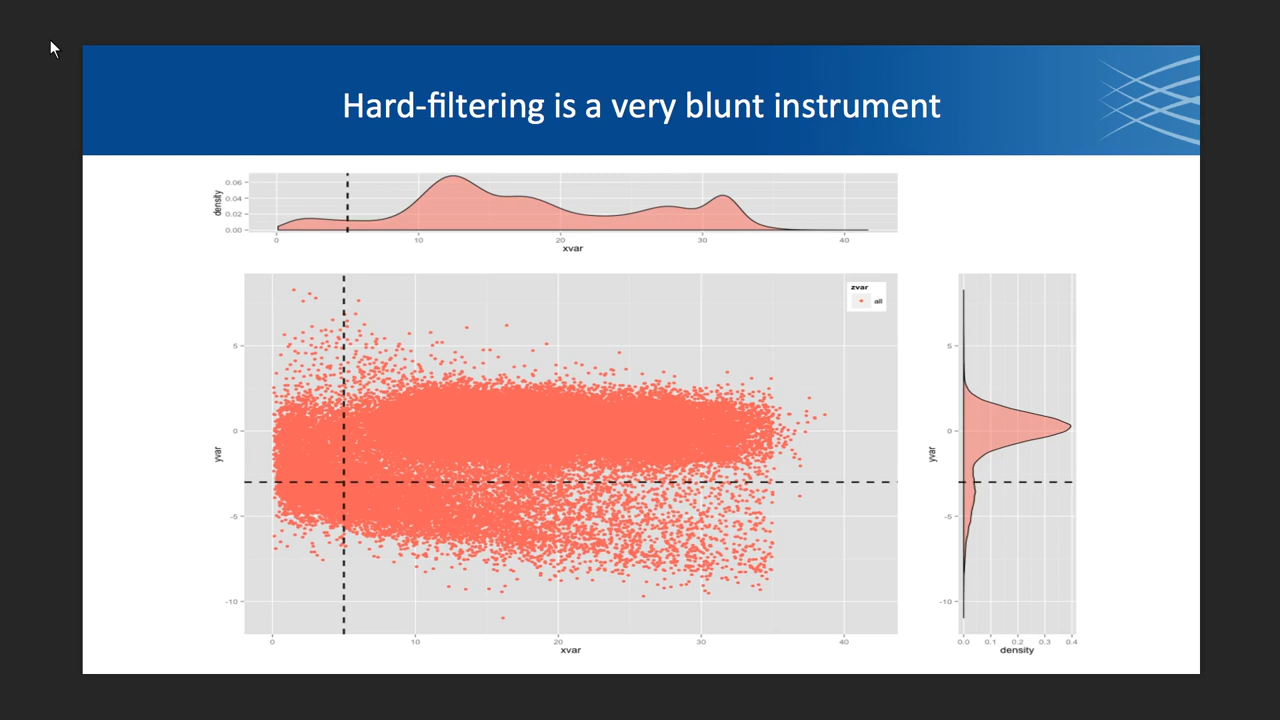 Hard-filtering is a very blunt instrument
density
0.06
0.04
0.02
0.00
0 10 20 30 40
xvar
zvar
all
yvar
5
0
-5
-10
0 10 20 30 40
xvar
yvar
5
0
-5
-10
0.0 0.1 0.2 0.3 0.4
density